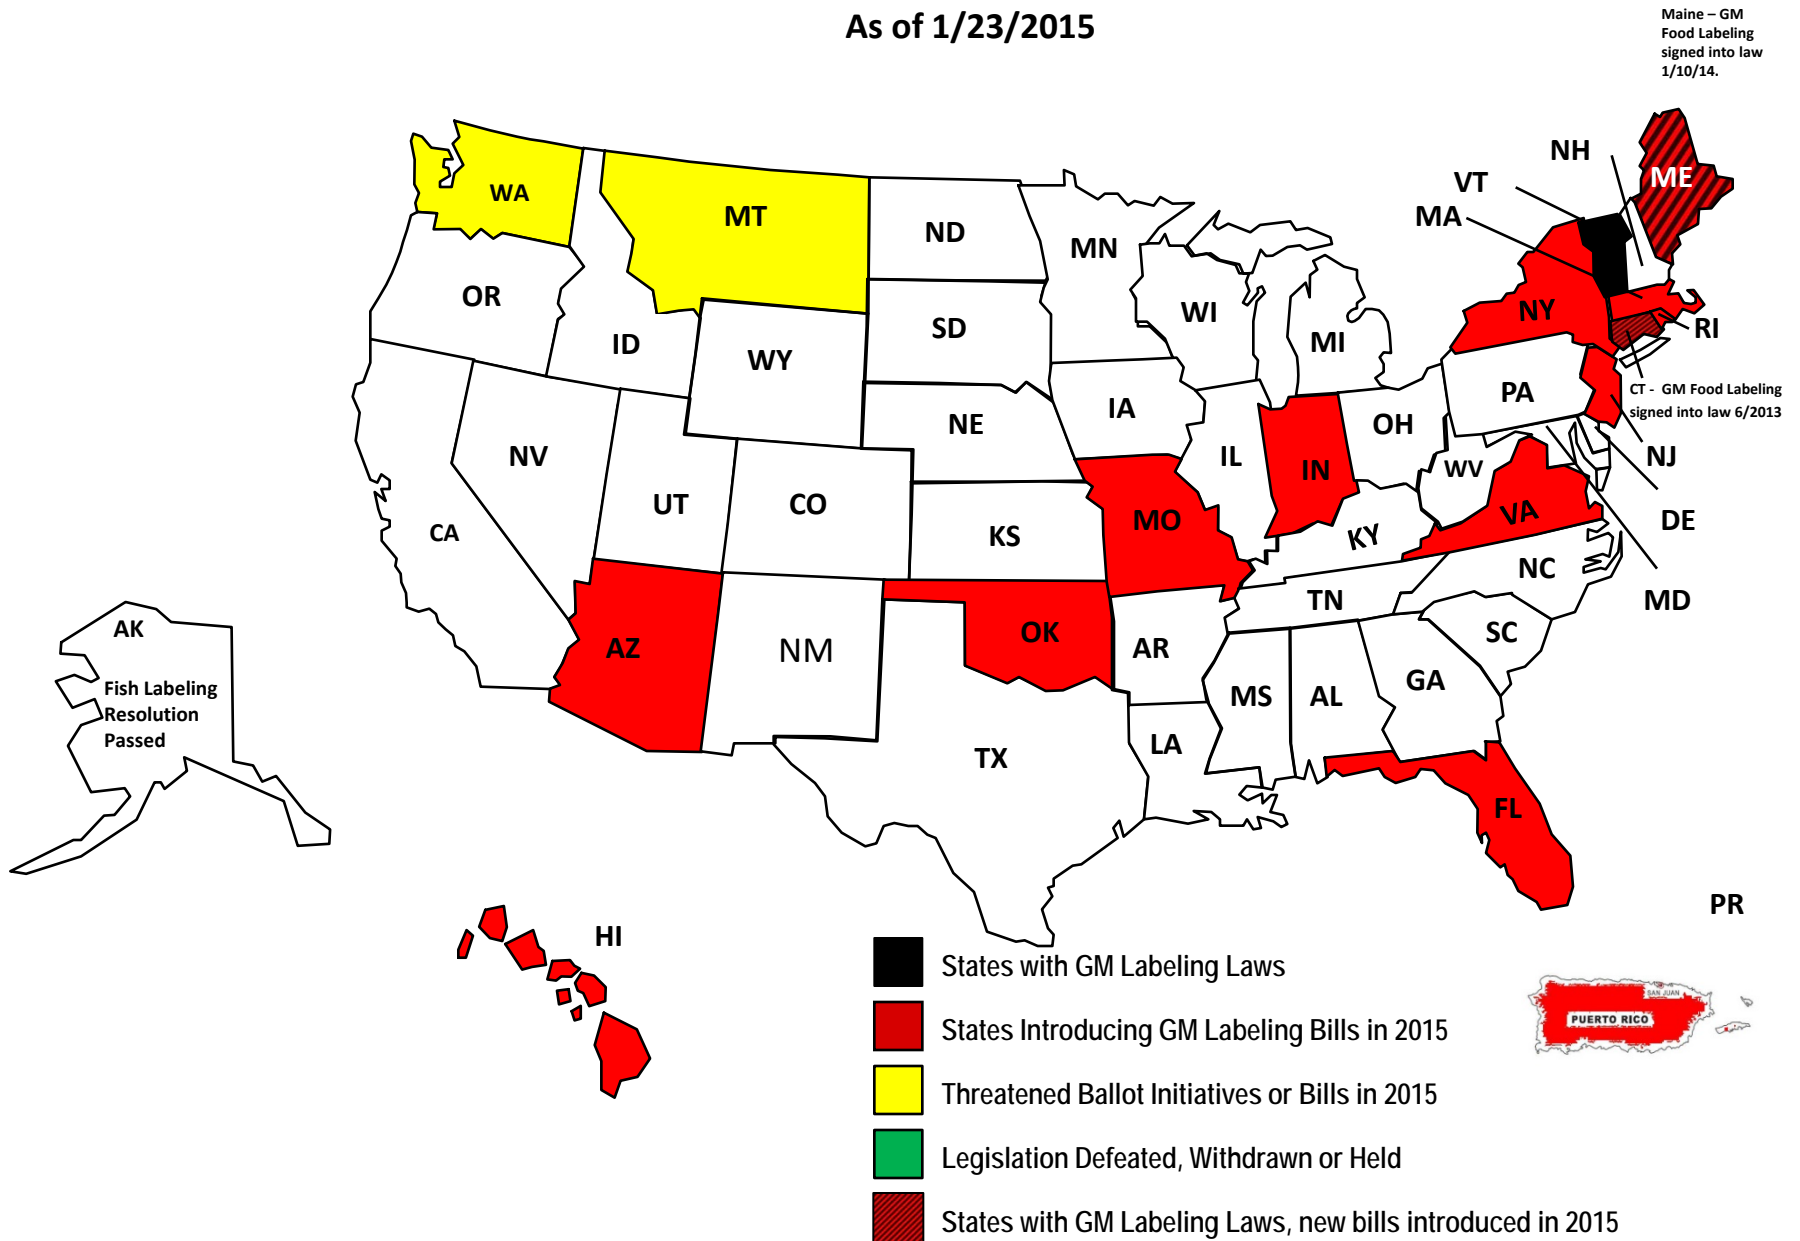 As of 1/23/2015
Maine – GM
Food Labeling
signed into law
1/10/14.
NH
VT
ME
MA
WA
MT
ND
MN
OR
ID
SD
WI
MI
NY
RI
WY
PA
CT - GM Food Labeling
signed into law 6/2013
NE
IA
OH
NV
IL
IN
WV
NJ
UT
CO
KS
MO
KY
VA
DE
CA
NC
MD
TN
AK
AZ
NM
OK
AR
SC
Fish Labeling
Resolution
Passed
MS
AL
GA
TX
LA
FL
HI
PR
SAN JUAN
PUERTO RICO
States with GM Labeling Laws
States Introducing GM Labeling Bills in 2015
Threatened Ballot Initiatives or Bills in 2015
Legislation Defeated, Withdrawn or Held
States with GM Labeling Laws, new bills introduced in 2015